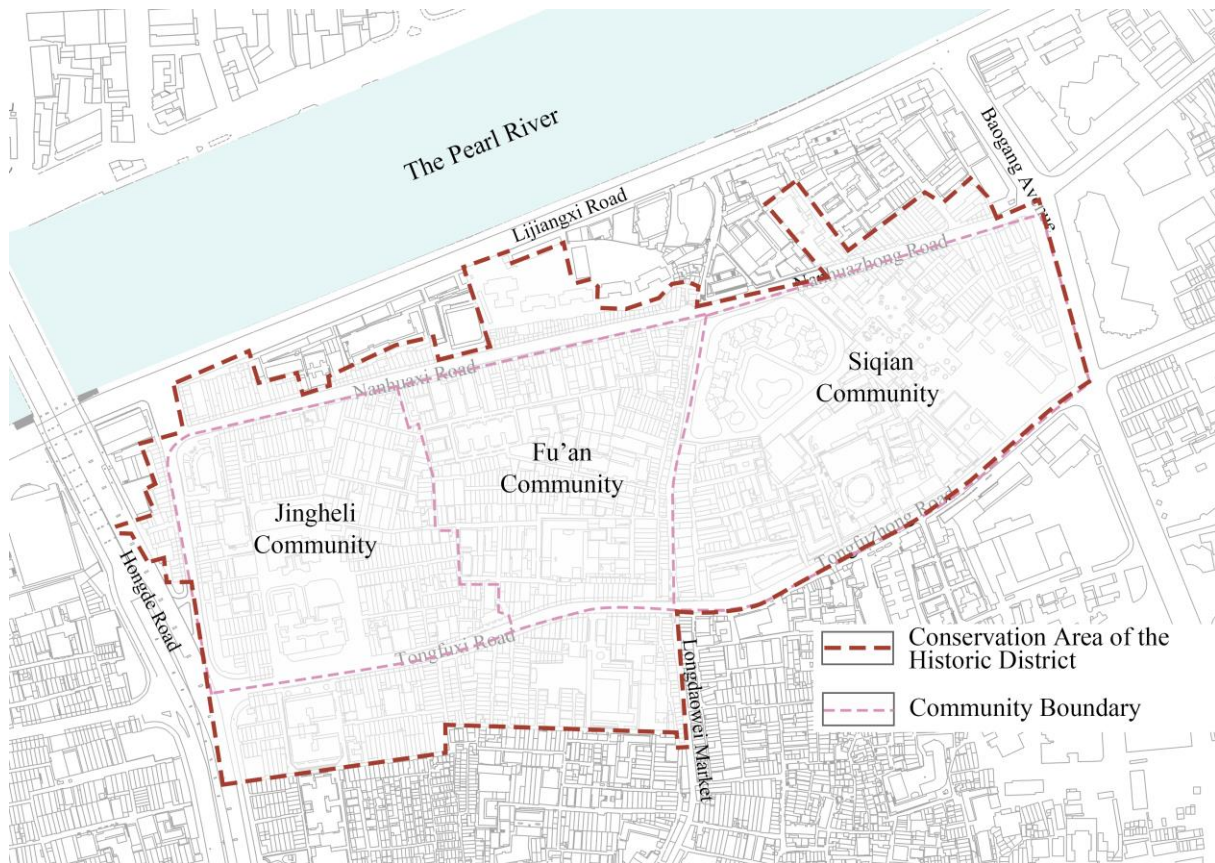 The Pearl River
Baogang Avenue
Lijiangxi Road
Nanhuazhong Road
Nanhuaxi Road
Siqian
Community
Fu’an
Community
Jingheli
Community
Hongde Road
Tongfuzhong Road
Tongfuxi Road
Longdaowei Market
Conservation Area of the
Historic District
Community Boundary